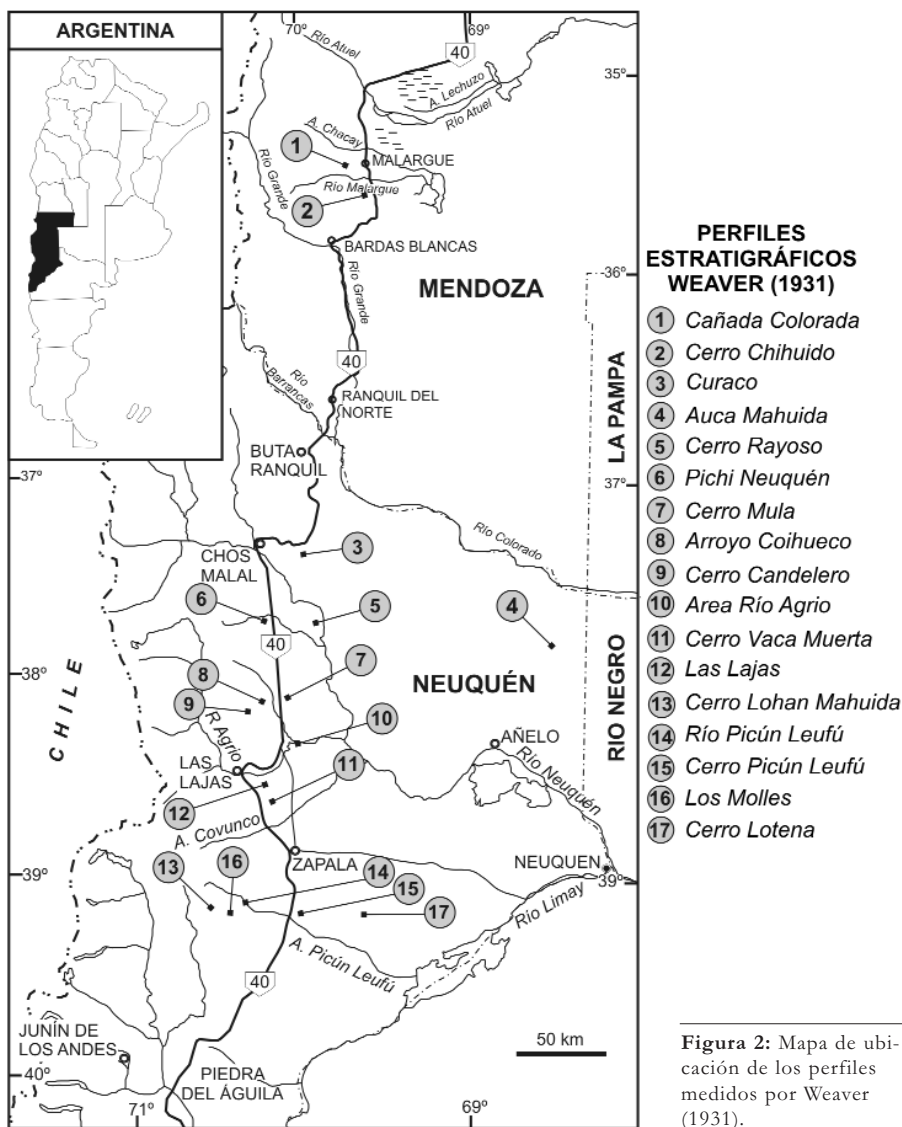 ARGENTINA
70º
69º
40
35º
Río Atuel
A. Lechuzo
Río Atuel
A. Chacay
1
MALARGUE
Río Grande
Río Malargue
2
BARDAS BLANCAS
Río Grande
MENDOZA
36º
40
Río Barrancas
RANQUIL DEL
NORTE
LA PAMPA
BUTA
RANQUIL
37º
37º
Río Colorado
CHOS
MALAL
3
6
5
4
40
38º
8
7
NEUQUÉN
RIO NEGRO
9
R Agrio
10
AÑELO
CHILE
LAS
LAJAS
11
Río Neuquén
12
A. Covunco
ZAPALA
NEUQUEN
13
16
14
39º
39º
15
17
Río Limay
A. Picún Leufú
40
JUNÍN DE
LOS ANDES
50 km
PIEDRA
DEL ÁGUILA
40º
71º
69º
PERFILES
ESTRATIGRÁFICOS
WEAVER (1931)
1 Cañada Colorada
2 Cerro Chihuido
3 Curaco
4 Auca Mahuida
5 Cerro Rayoso
6 Pichi Neuquén
7 Cerro Mula
8 Arroyo Coihueco
9 Cerro Candelero
10 Area Río Agrio
11 Cerro Vaca Muerta
12 Las Lajas
13 Cerro Lohan Mahuida
14 Río Picún Leufú
15 Cerro Picún Leufú
16 Los Molles
17 Cerro Lotena
Figura 2: Mapa de ubi-
cación de los perfiles
medidos por Weaver
(1931).